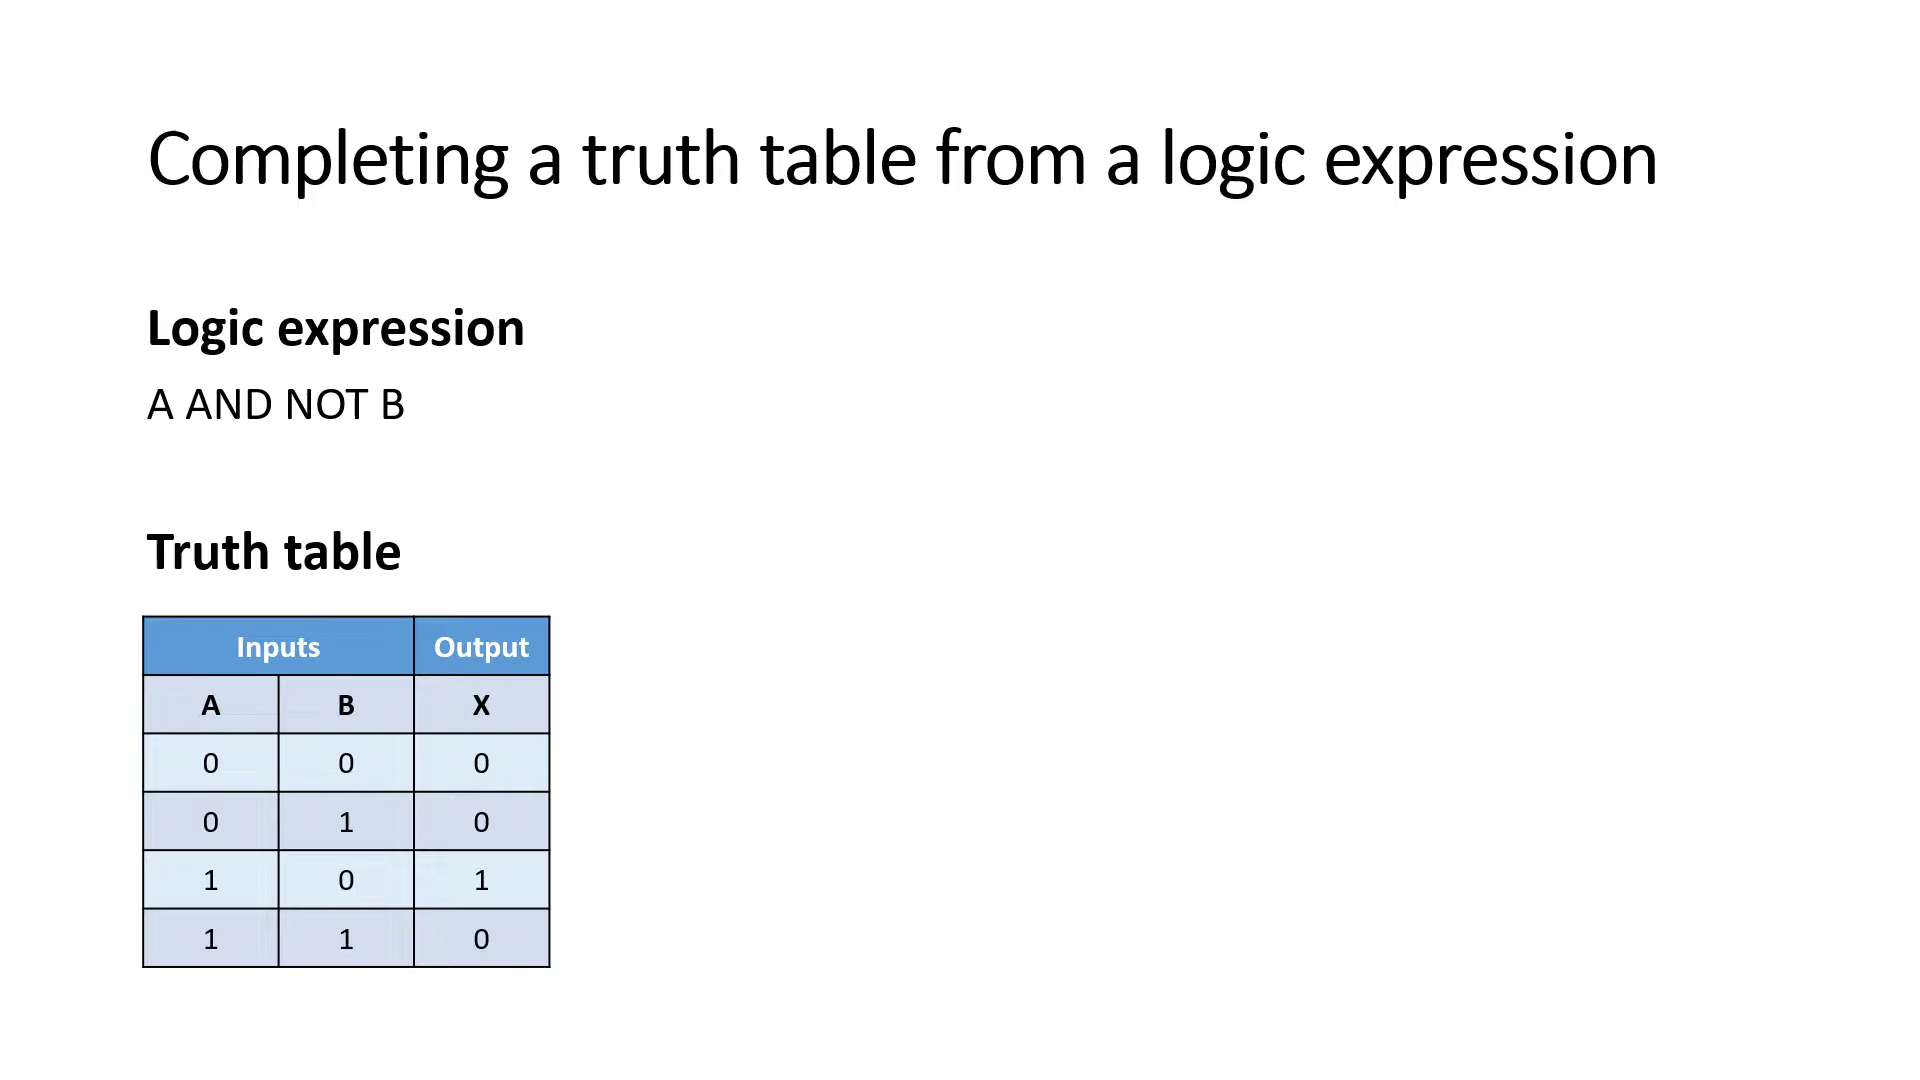 Completing a truth table from a logic expression
Logic expression
A AND NOT B
Truth table
Inputs Output
A B X
0 0 0
0 1 0
1 0 1
1 1 0